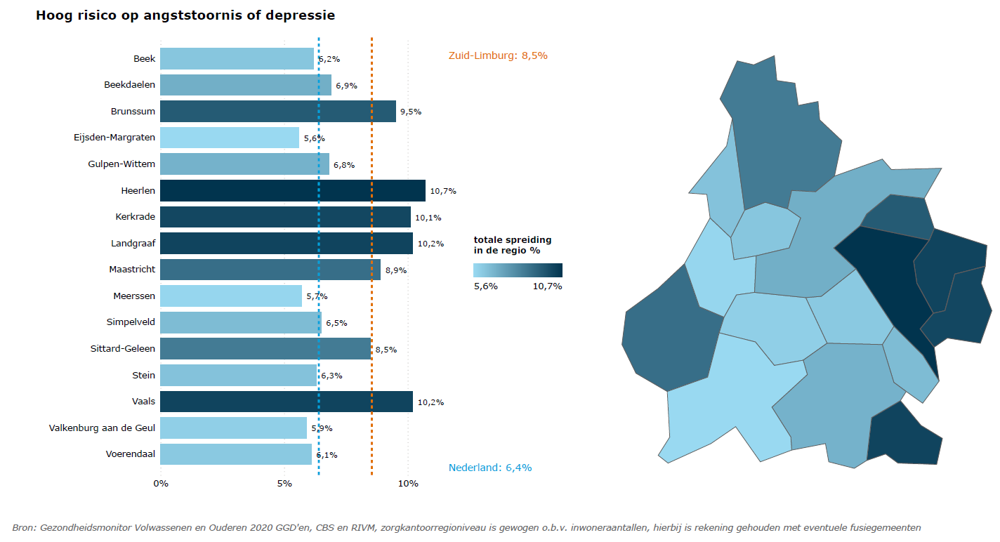 Hoog risico op angststoornis of depressie
Zuid-Limburg: 8,5%
Beek 6,2%
Beekdaelen 6,9%
Brunssum 9,5%
Eijsden-Margraten 5,6%
Gulpen-Wittem 6,8%
Heerlen 10,7%
Kerkrade 10,1%
Landgraaf 10,2%
Maastricht 8,9%
Meerssen 5,7%
Simpelveld 6,5%
Sittard-Geleen 8,5%
Stein 6,3%
Vaals 10,2%
Valkenburg aan de Geul 5,9%
Voerendaal 6,1%
0% 5% 10%
totale spreiding
in de regio %
5,6% 10,7%
Nederland: 6,4%
Bron: Gezondheidsmonitor Volwassenen en Ouderen 2020 GGD'en, CBS en RIVM, zorgkantoorregioniveau is gewogen o.b.v. inwoneraantallen, hierbij is rekening gehouden met eventuele fusiegemeenten